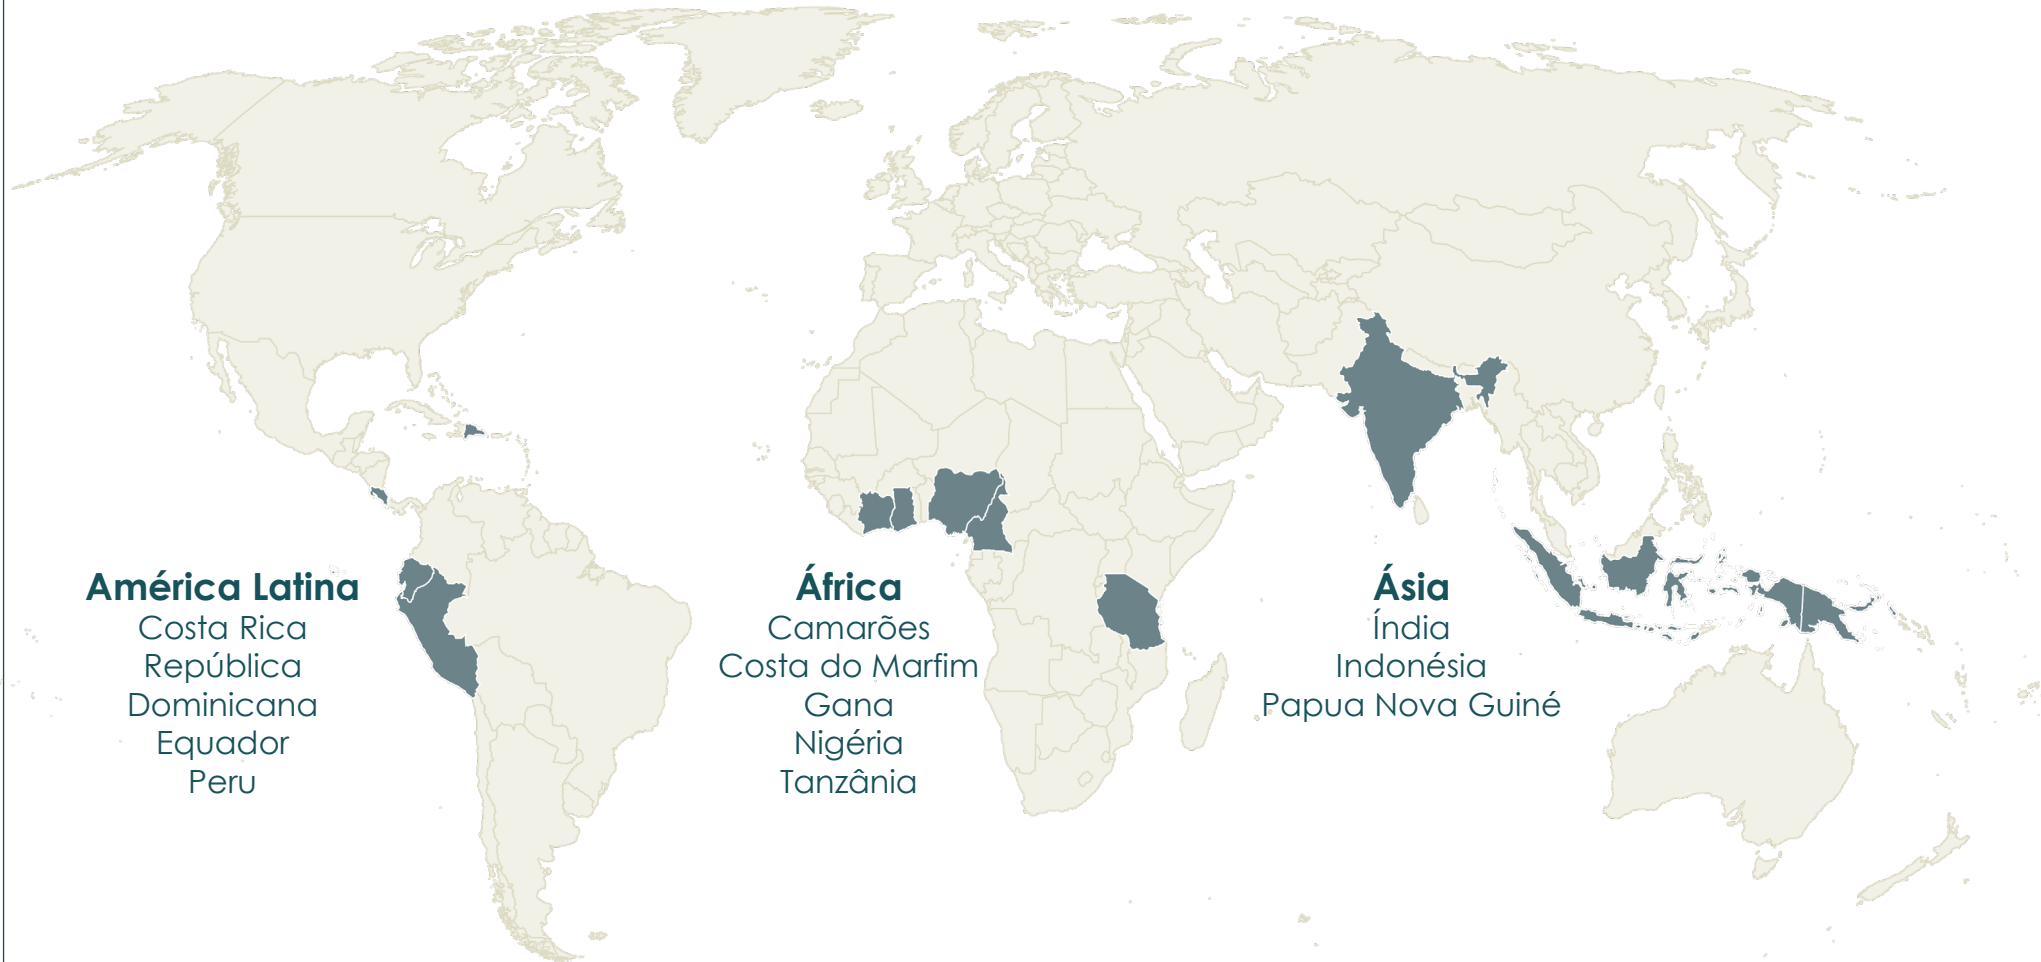 América Latina
Costa Rica
República
Dominicana
Equador
Peru
África
Camarões
Costa do Marfim
Gana
Nigéria
Tanzânia
Ásia
Índia
Indonésia
Papua Nova Guiné